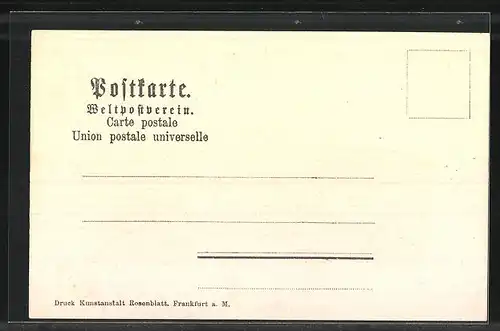 Postkarte.
Weltpostverein.
Carte postale
Union postale universelle
Druck Kunstanstalt Rosenblatt, Frankfurt a. M.